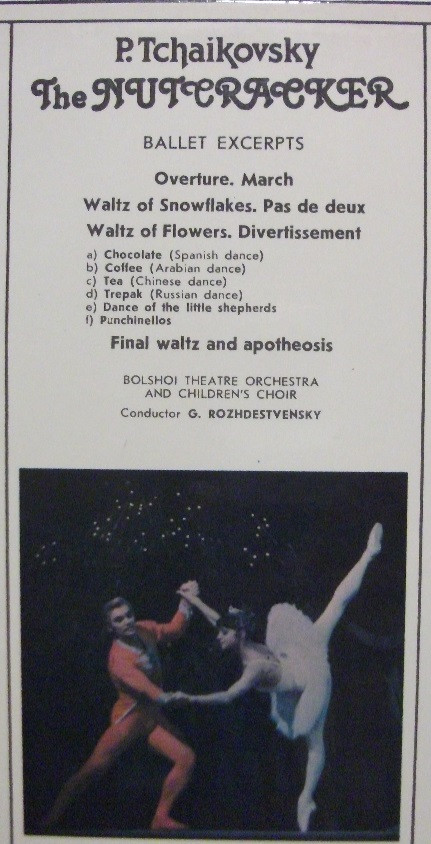 P. Tchaikovsky
The NUTCRACKER
BALLET EXCERPTS
Overture. March
Waltz of Snowflakes. Pas de deux
Waltz of Flowers. Divertissement
a) Chocolate (Spanish dance)
b) Coffee (Arabian dance)
c) Tea (Chinese dance)
d) Trepak (Russian dance)
e) Dance of the little shepherds
f) Punchinellos
Final waltz and apotheosis
BOLSHOI THEATRE ORCHESTRA
AND CHILDREN'S CHOIR
Conductor G. ROZHDESTVENSKY